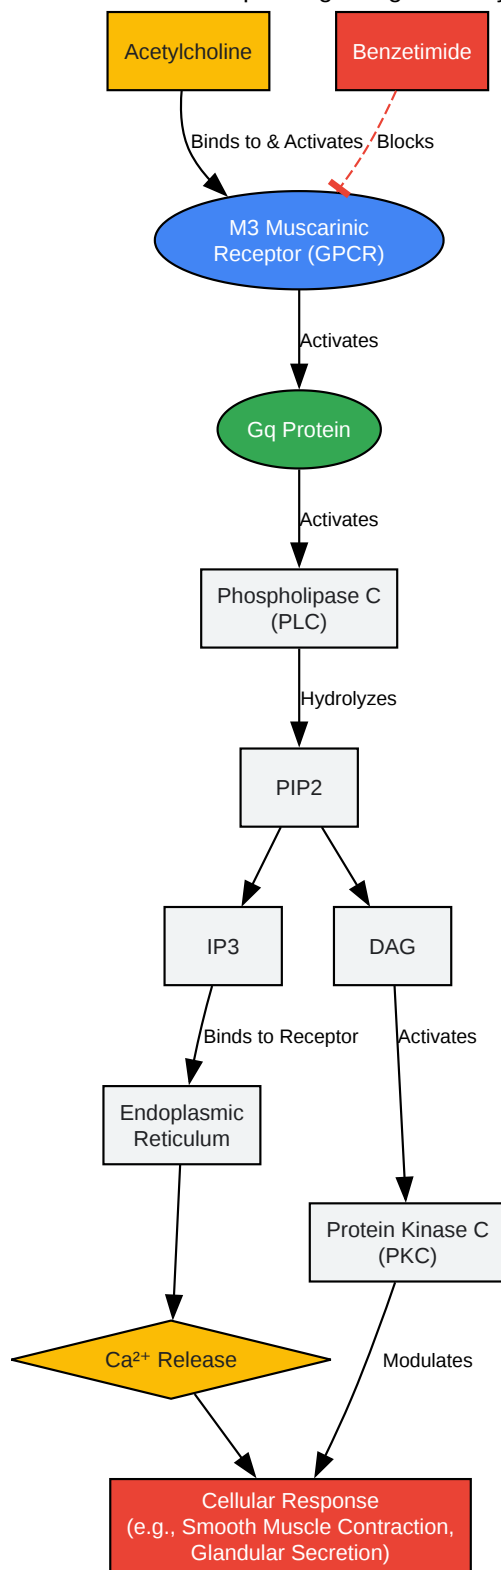 Acetylcholine
Benzetimide
Binds to & Activates
Blocks
M3 Muscarinic
Receptor (GPCR)
Activates
Gq Protein
Activates
Phospholipase C
(PLC)
Hydrolyzes
PIP2
IP3
DAG
Binds to Receptor
Activates
Endoplasmic
Reticulum
Protein Kinase C
(PKC)
Ca²⁺ Release
Modulates
Cellular Response
(e.g., Smooth Muscle Contraction,
Glandular Secretion)